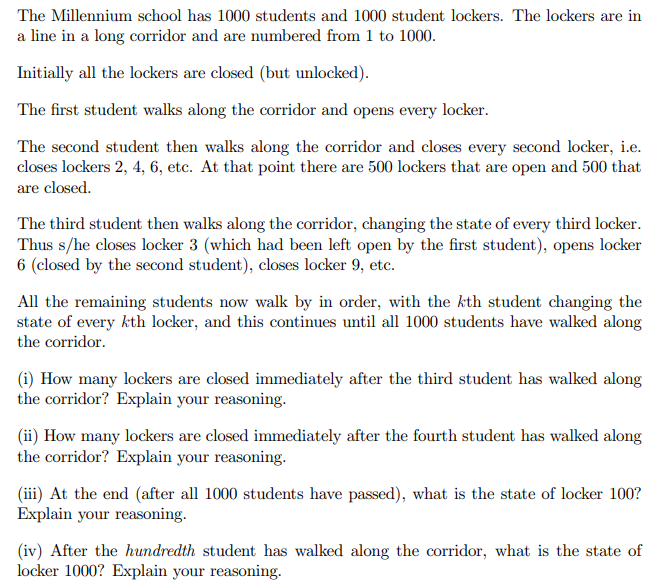 The Millennium school has 1000 students and 1000 student lockers. The lockers are in
a line in a long corridor and are numbered from 1 to 1000.
Initially all the lockers are closed (but unlocked).
The first student walks along the corridor and opens every locker.
The second student then walks along the corridor and closes every second locker, i.e.
closes lockers 2, 4, 6, etc. At that point there are 500 lockers that are open and 500 that
are closed.
The third student then walks along the corridor, changing the state of every third locker.
Thus s/he closes locker 3 (which had been left open by the first student), opens locker
6 (closed by the second student), closes locker 9, etc.
All the remaining students now walk by in order, with the kth student changing the
state of every kth locker, and this continues until all 1000 students have walked along
the corridor.
(i) How many lockers are closed immediately after the third student has walked along
the corridor? Explain your reasoning.
(ii) How many lockers are closed immediately after the fourth student has walked along
the corridor? Explain your reasoning.
(iii) At the end (after all 1000 students have passed), what is the state of locker 100?
Explain your reasoning.
(iv) After the hundredth student has walked along the corridor, what is the state of
locker 1000? Explain your reasoning.